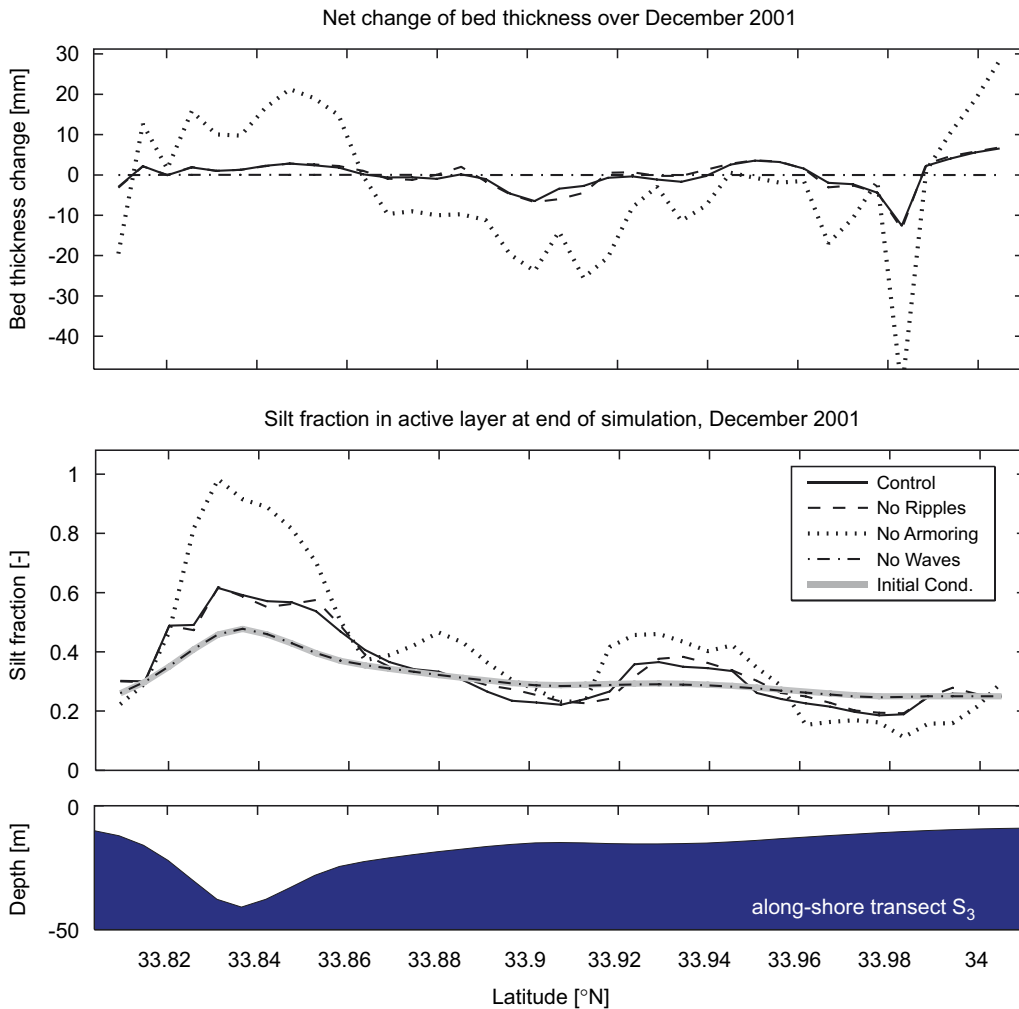 Net change of bed thickness over December 2001
Bed thickness change [mm]
30
20
10
0
-10
-20
-30
-40
Silt fraction in active layer at end of simulation, December 2001
Silt fraction [-]
1
0.8
0.6
0.4
0.2
0
Control
No Ripples
No Armoring
No Waves
Initial Cond.
Depth [m]
0
-50
along-shore transect S3
33.82 33.84 33.86 33.88 33.9 33.92 33.94 33.96 33.98 34
Latitude [°N]